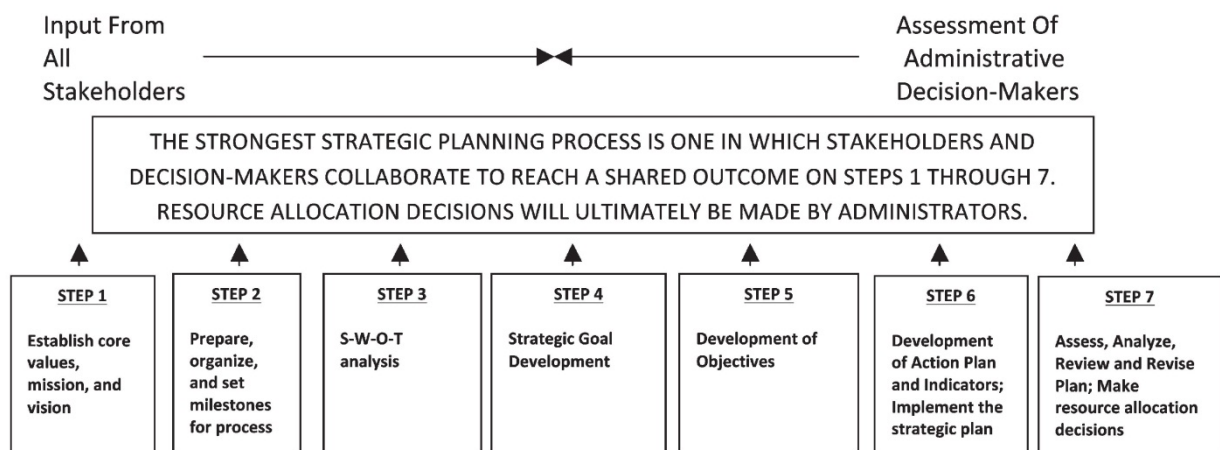 Input From
All
Stakeholders
Assessment Of
Administrative
Decision-Makers
THE STRONGEST STRATEGIC PLANNING PROCESS IS ONE IN WHICH STAKEHOLDERS AND
DECISION-MAKERS COLLABORATE TO REACH A SHARED OUTCOME ON STEPS 1 THROUGH 7.
RESOURCE ALLOCATION DECISIONS WILL ULTIMATELY BE MADE BY ADMINISTRATORS.
STEP 1
Establish core
values,
mission, and
vision
STEP 2
Prepare,
organize,
and set
milestones
for process
STEP 3
S-W-O-T
analysis
STEP 4
Strategic Goal
Development
STEP 5
Development of
Objectives
STEP 6
Development
of Action Plan
and Indicators;
Implement the
strategic plan
STEP 7
Assess, Analyze,
Review and Revise
Plan; Make
resource allocation
decisions